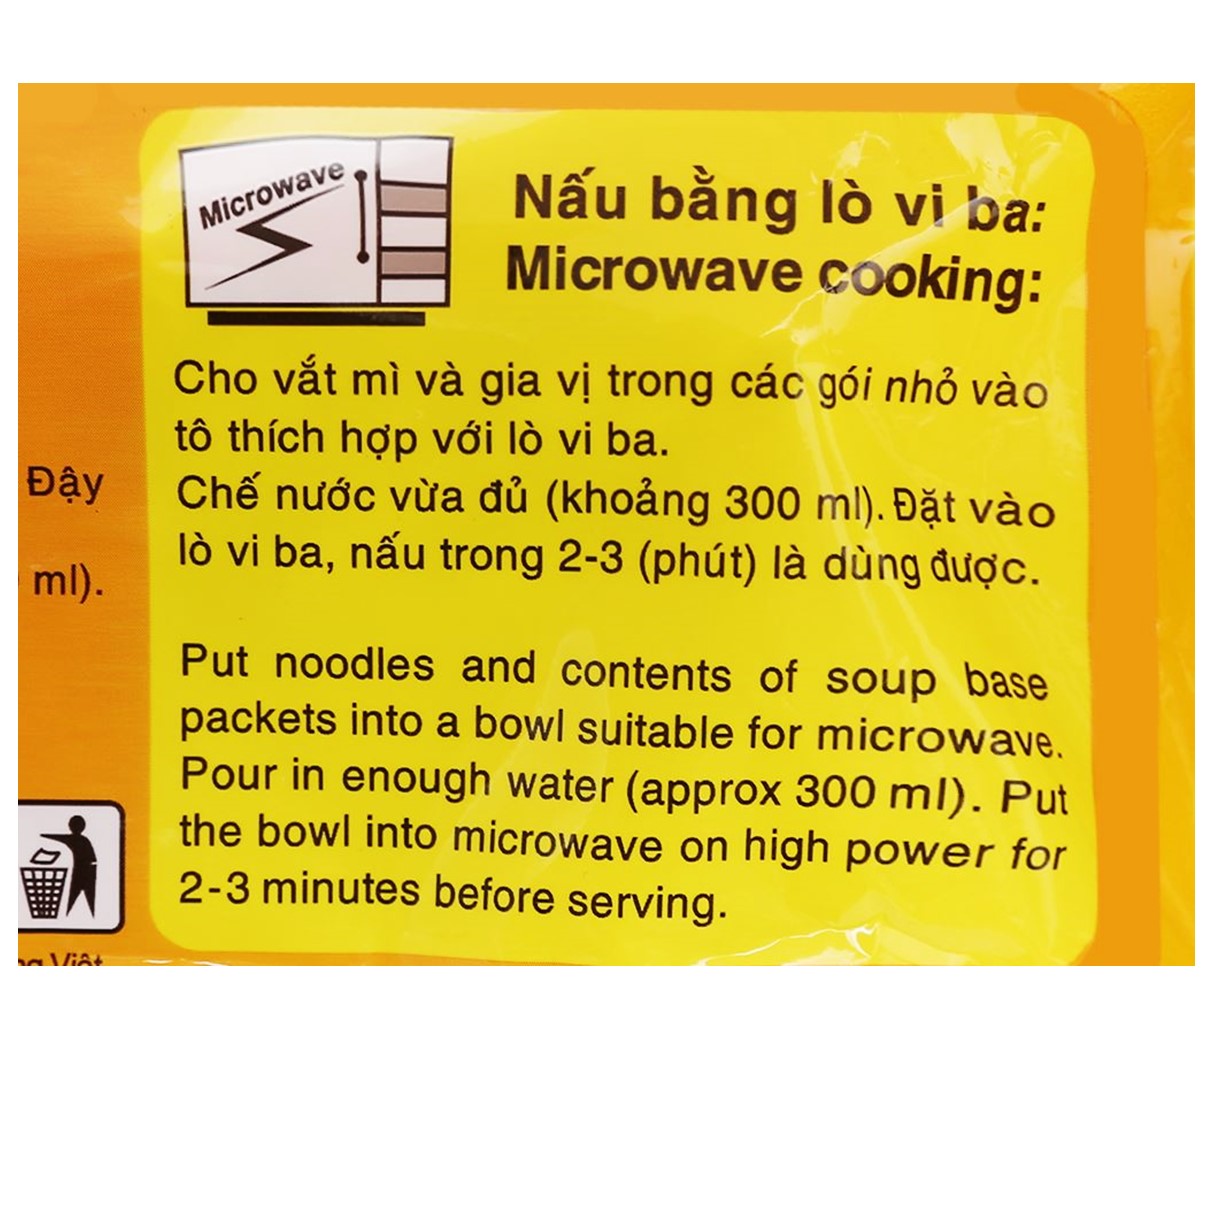 Microwave
Nấu bằng lò vi ba:
Microwave cooking:
Cho vắt mì và gia vị trong các gói nhỏ vào
tô thích hợp với lò vi ba.
Chế nước vừa đủ (khoảng 300 ml). Đặt vào
lò vi ba, nấu trong 2-3 (phút) là dùng được.
Put noodles and contents of soup base
packets into a bowl suitable for microwave.
Pour in enough water (approx 300 ml). Put
the bowl into microwave on high power for
2-3 minutes before serving.
Đậy
ml).